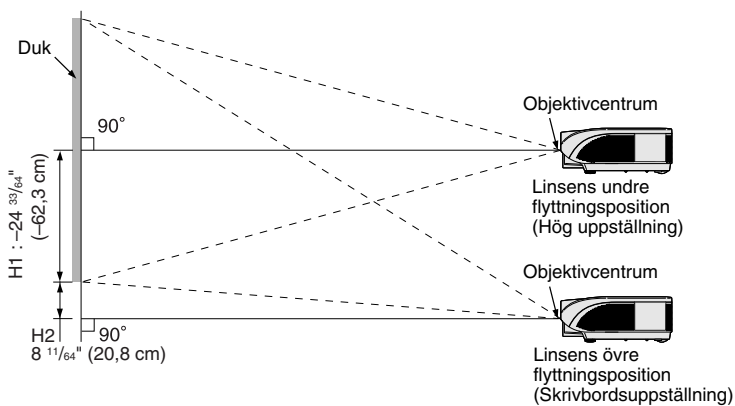 Duk
90°
H1 : –24 33/64"
(–62,3 cm)
Objektivcentrum
Linsens undre
flyttningsposition
(Hög uppställning)
Objektivcentrum
H2
90°
8 11/64" (20,8 cm)
Linsens övre
flyttningsposition
(Skrivbordsuppställning)